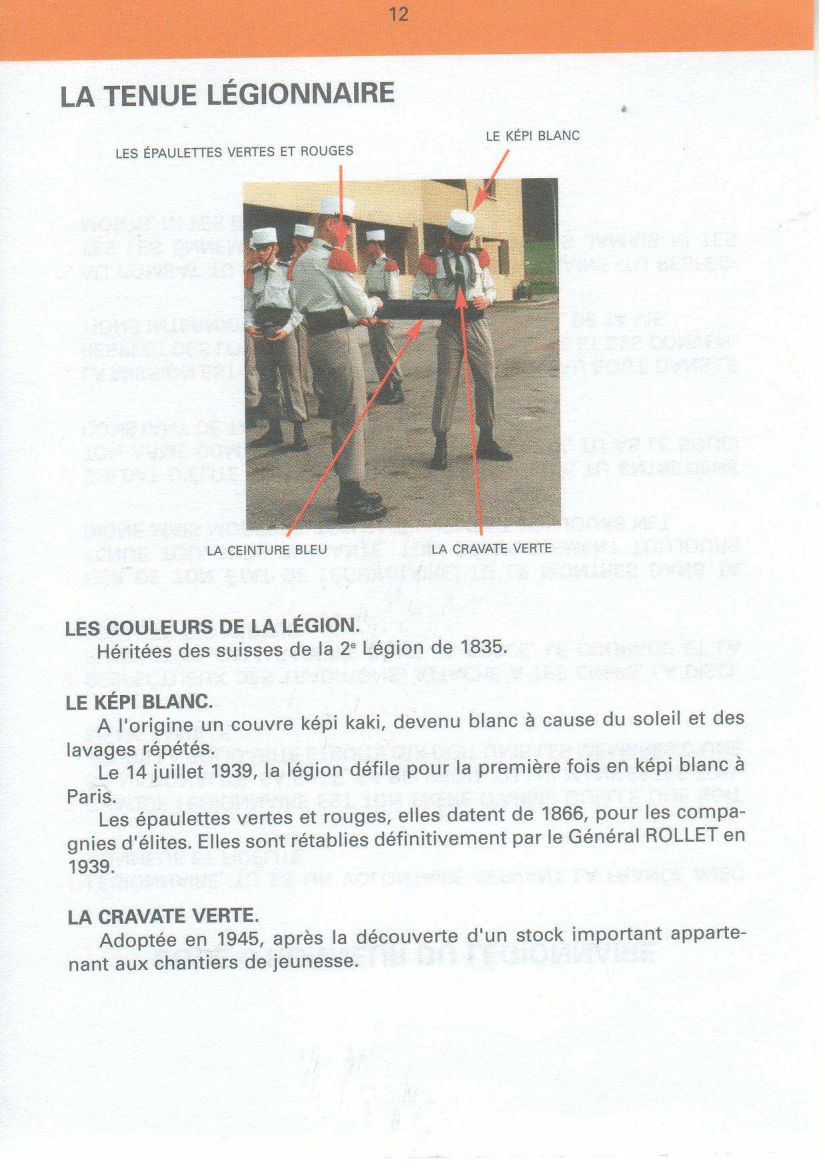 12
LA TENUE LÉGIONNAIRE
LE KÉPI BLANC
LES ÉPAULETTES VERTES ET ROUGES
LA CEINTURE BLEU
LA CRAVATE VERTE
LES COULEURS DE LA LÉGION.
Héritées des suisses de la 2e Légion de 1835.
LE KÉPI BLANC.
A l'origine un couvre képi kaki, devenu blanc à cause du soleil et des
lavages répétés.
Le 14 juillet 1939, la légion défile pour la première fois en képi blanc à
Paris.
Les épaulettes vertes et rouges, elles datent de 1866, pour les compa-
gnies d'élites. Elles sont rétablies définitivement par le Général ROLLET en
1939.
LA CRAVATE VERTE.
Adoptée en 1945, après la découverte d'un stock important apparte-
nant aux chantiers de jeunesse.